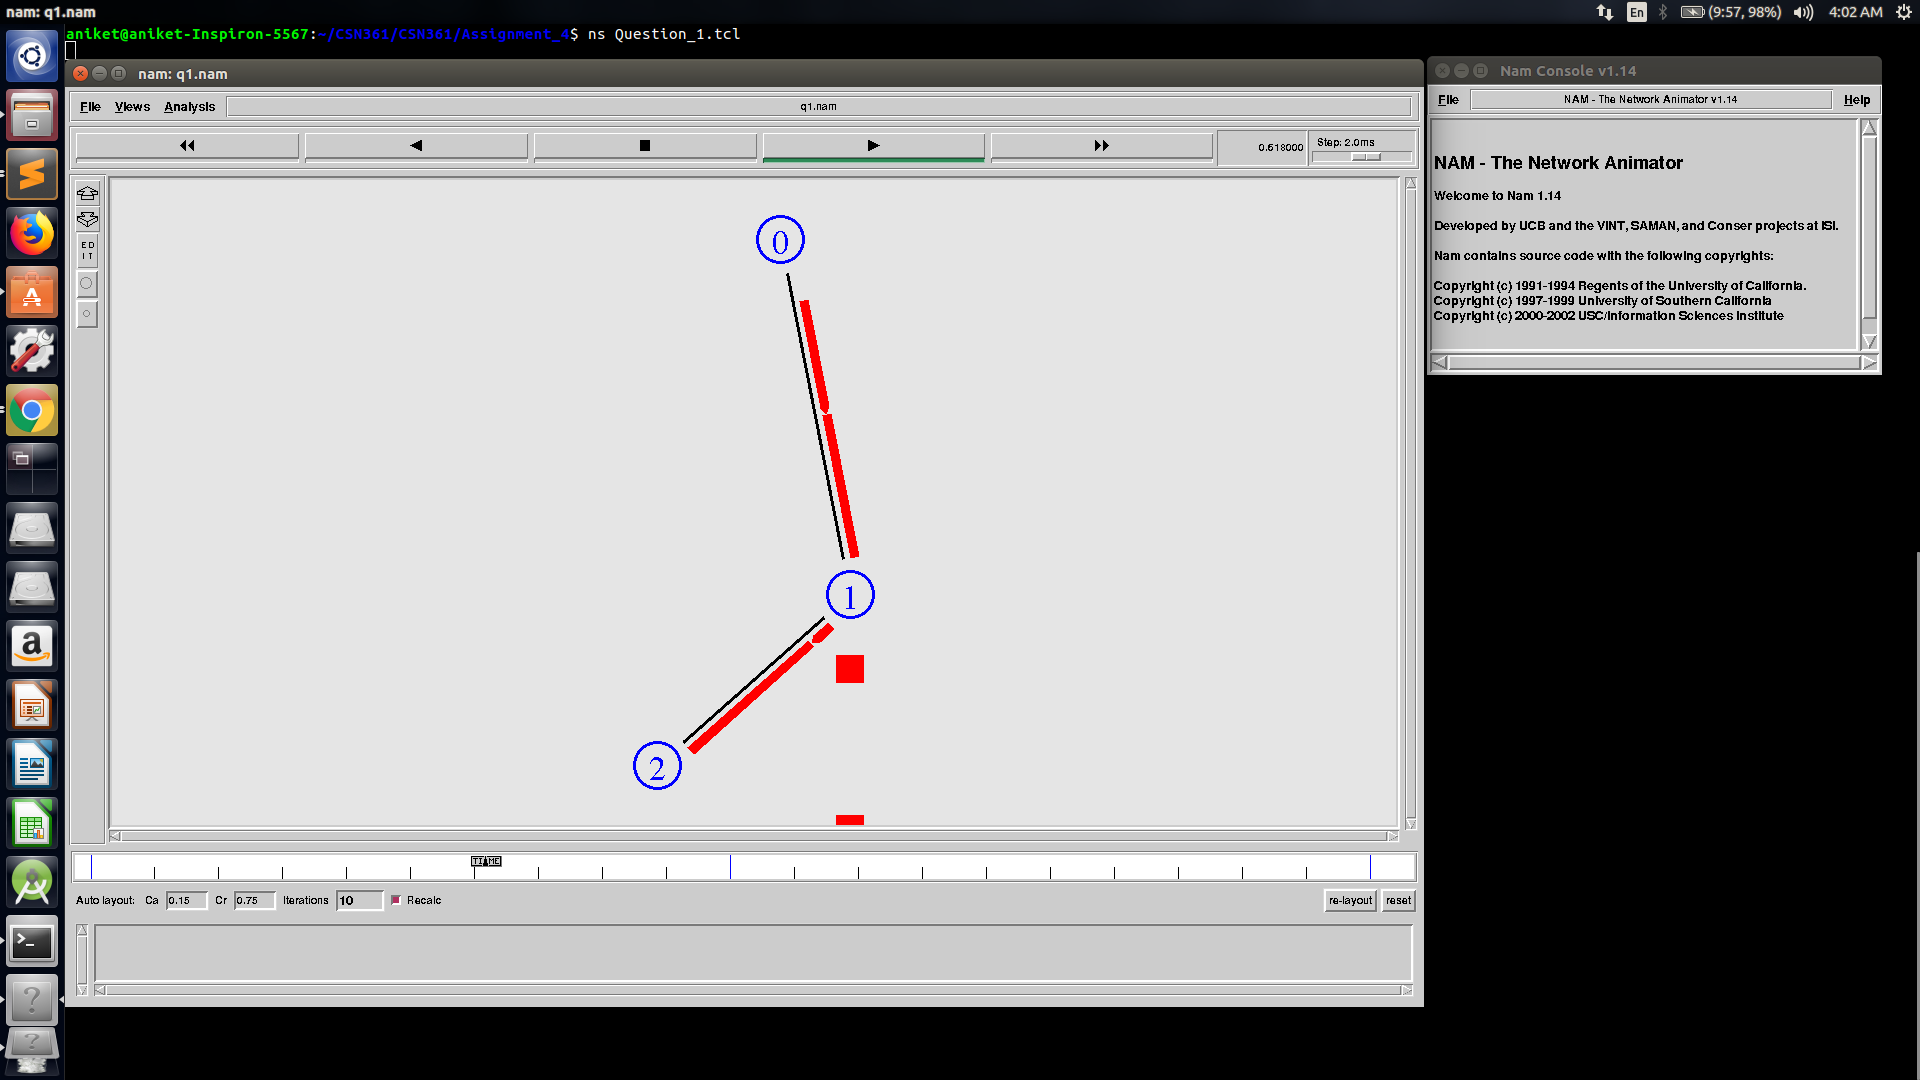 nam: q1.nam
En
(9:57, 98%)
4:02 AM
aniket@aniket-Inspiron-5567:~/CSN361/CSN361/Assignment_4$ ns Question_1.tcl
nam: q1.nam
File Views Analysis
q1.nam
0.618000
Step: 2.0ms
ED
IT
0
1
2
TIME
Auto layout: Ca 0.15 Cr 0.75 Iterations 10 Recalc
re-layout reset
Nam Console v1.14
File
NAM - The Network Animator v1.14
Help
NAM - The Network Animator
Welcome to Nam 1.14
Developed by UCB and the VINT, SAMAN, and Conser projects at ISI.
Nam contains source code with the following copyrights:
Copyright (c) 1991-1994 Regents of the University of California.
Copyright (c) 1997-1999 University of Southern California
Copyright (c) 2000-2002 USC/Information Sciences Institute